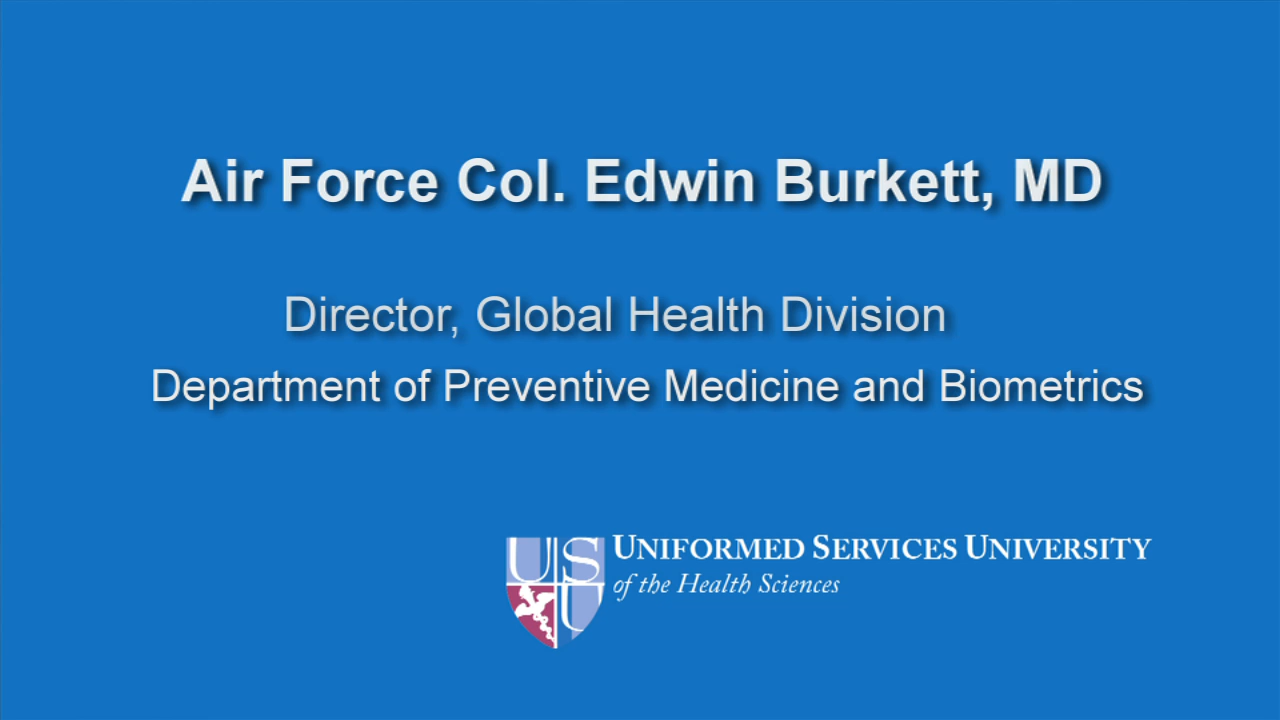 Air Force Col. Edwin Burkett, MD
Director, Global Health Division
Department of Preventive Medicine and Biometrics
USU
UNIFORMED SERVICES UNIVERSITY
of the Health Sciences